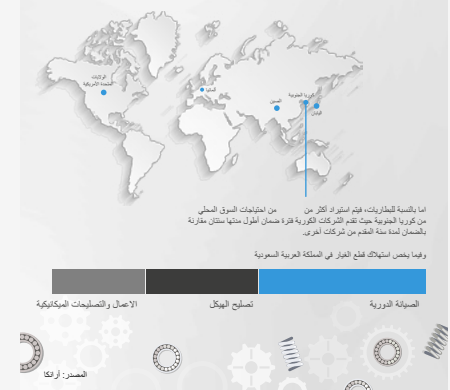 الولايات
المتحدة الأمريكية
ألمانيا
كوريا الجنوبية
الصين
اليابان
اما بالنسبة للبطاريات، فيتم استيراد أكثر من من احتياجات السوق المحلي
من كوريا الجنوبية حيث تقدم الشركات الكورية فترة ضمان أطول مدتها سنتان مقارنة
بالضمان لمدة سنة المقدم من شركات أخرى.
وفيما يخص استهلاك قطع الغيار في المملكة العربية السعودية
الصيانة الدورية تصليح الهيكل الاعمال والتصليحات الميكانيكية
المصدر: أرانكا